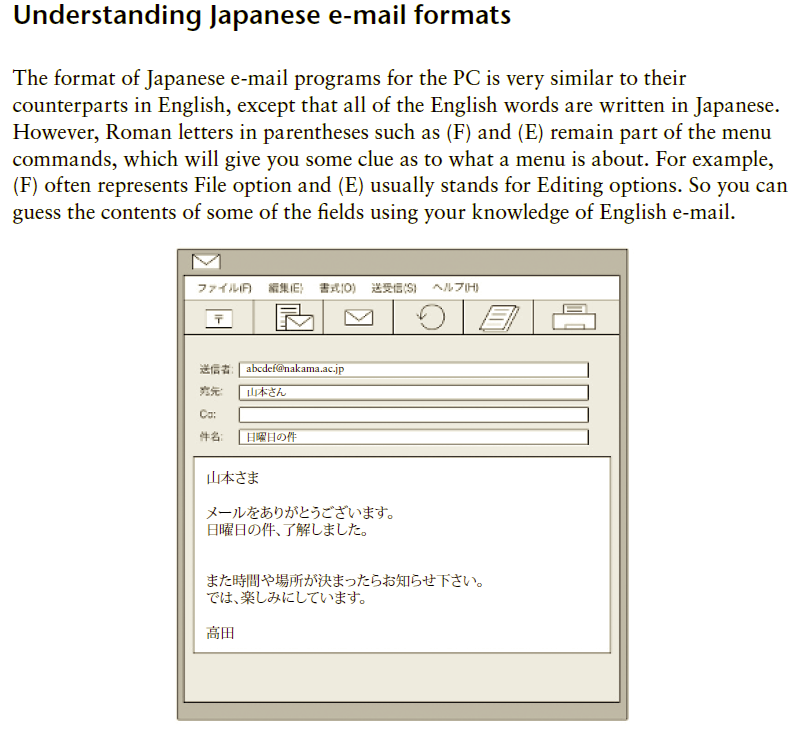 Understanding Japanese e-mail formats
The format of Japanese e-mail programs for the PC is very similar to their
counterparts in English, except that all of the English words are written in Japanese.
However, Roman letters in parentheses such as (F) and (E) remain part of the menu
commands, which will give you some clue as to what a menu is about. For example,
(F) often represents File option and (E) usually stands for Editing options. So you can
guess the contents of some of the fields using your knowledge of English e-mail.
ファイル(F) 編集(E) 書式(O) 送受信(S) ヘルプ(H)
〒
送信者: abcdef@nakama.ac.jp
宛先: 山本さん
Cc:
件名: 日曜日の件
山本さま
メールをありがとうございます。
日曜日の件、了解しました。
また時間や場所が決まったらお知らせ下さい。
では、楽しみにしています。
高田